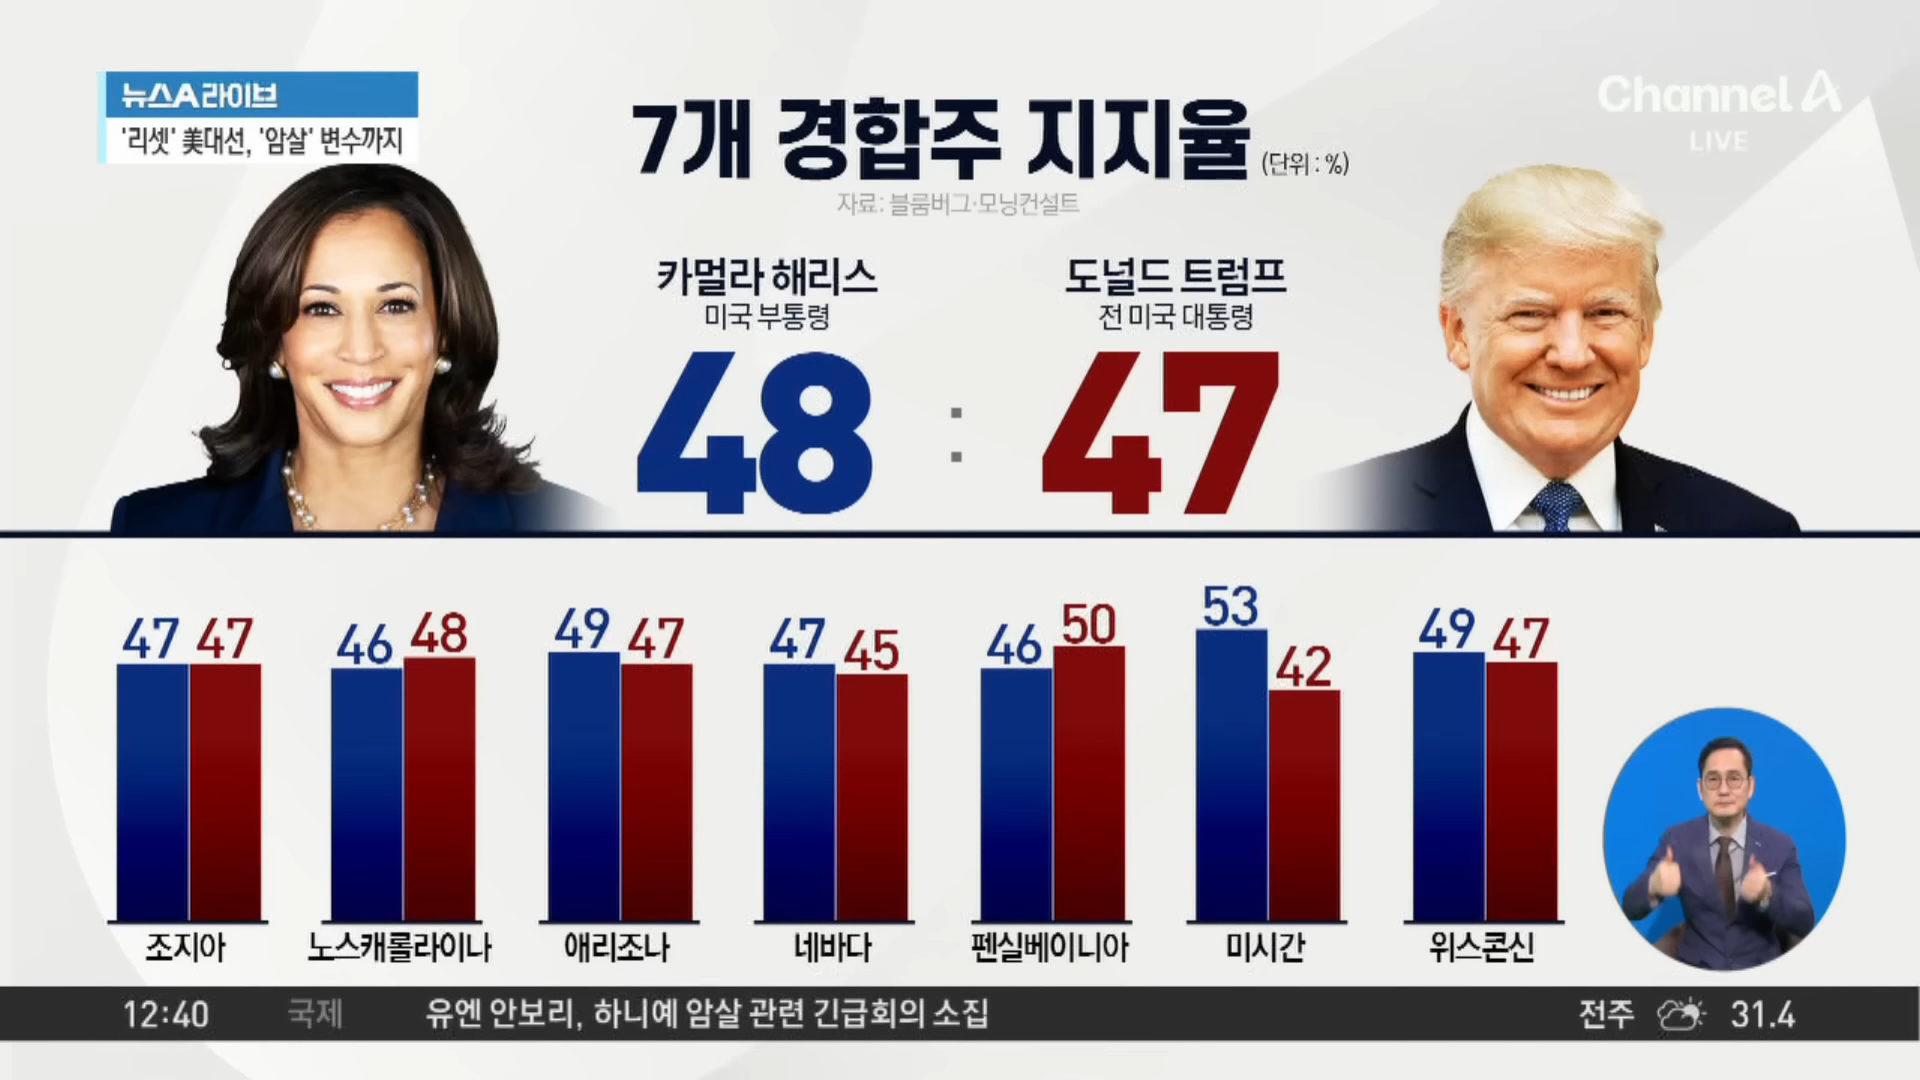 뉴스A라이브
'리셋' 美대선, '암살' 변수까지
Channel A
LIVE
7개 경합주 지지율 (단위 : %)
자료 : 블룸버그·모닝컨설트
카멀라 해리스
미국 부통령
48
:
도널드 트럼프
전 미국 대통령
47
47 47
46 48
49 47
47 45
46 50
53 42
49 47
조지아
노스캐롤라이나
애리조나
네바다
펜실베이니아
미시간
위스콘신
12:40 국제 유엔 안보리, 하니예 암살 관련 긴급회의 소집 전주 31.4